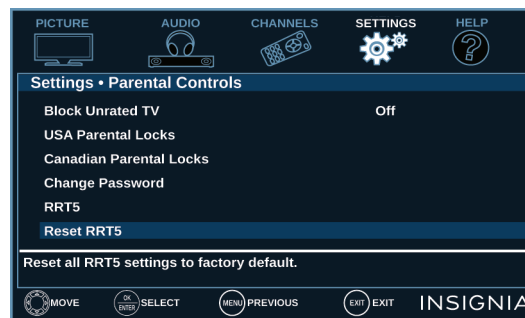 PICTURE AUDIO CHANNELS SETTINGS HELP
Settings • Parental Controls
Block Unrated TV Off
USA Parental Locks
Canadian Parental Locks
Change Password
RRT5
Reset RRT5
Reset all RRT5 settings to factory default.
MOVE OK ENTER SELECT MENU PREVIOUS EXIT EXIT INSIGNIA